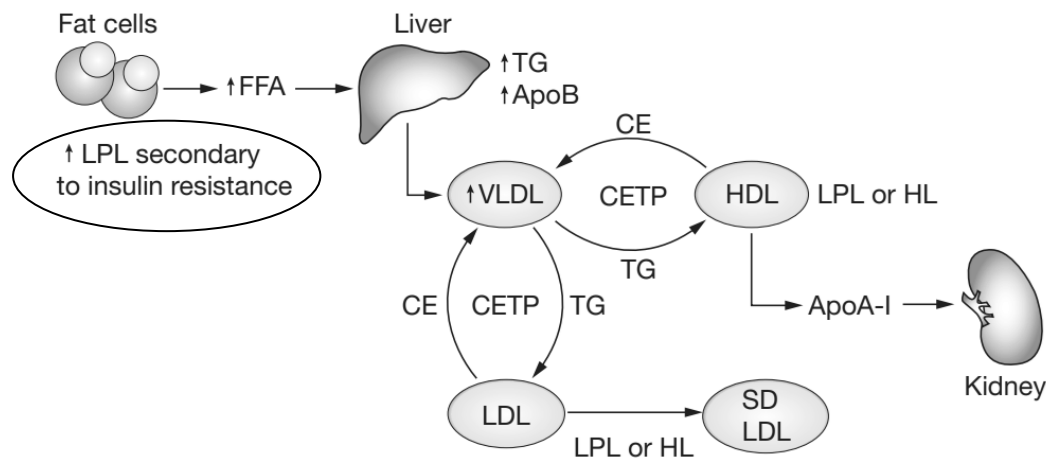 Fat cells
Liver
↑FFA
↑TG
↑ApoB
↑ LPL secondary
to insulin resistance
CE
↑VLDL
CETP
HDL
LPL or HL
TG
CE
CETP
TG
ApoA-I
Kidney
LDL
SD
LDL
LPL or HL